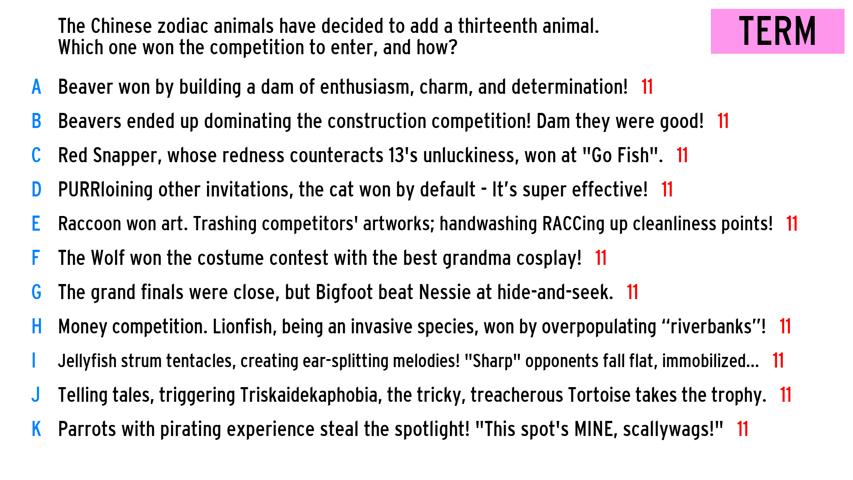 The Chinese zodiac animals have decided to add a thirteenth animal.
Which one won the competition to enter, and how?
TERM
A Beaver won by building a dam of enthusiasm, charm, and determination! 11
B Beavers ended up dominating the construction competition! Dam they were good! 11
C Red Snapper, whose redness counteracts 13's unluckiness, won at "Go Fish". 11
D PURRloining other invitations, the cat won by default - It’s super effective! 11
E Raccoon won art. Trashing competitors' artworks; handwashing RACCing up cleanliness points! 11
F The Wolf won the costume contest with the best grandma cosplay! 11
G The grand finals were close, but Bigfoot beat Nessie at hide-and-seek. 11
H Money competition. Lionfish, being an invasive species, won by overpopulating “riverbanks”! 11
I Jellyfish strum tentacles, creating ear-splitting melodies! "Sharp" opponents fall flat, immobilized... 11
J Telling tales, triggering Triskaidekaphobia, the tricky, treacherous Tortoise takes the trophy. 11
K Parrots with pirating experience steal the spotlight! "This spot's MINE, scallywags!" 11